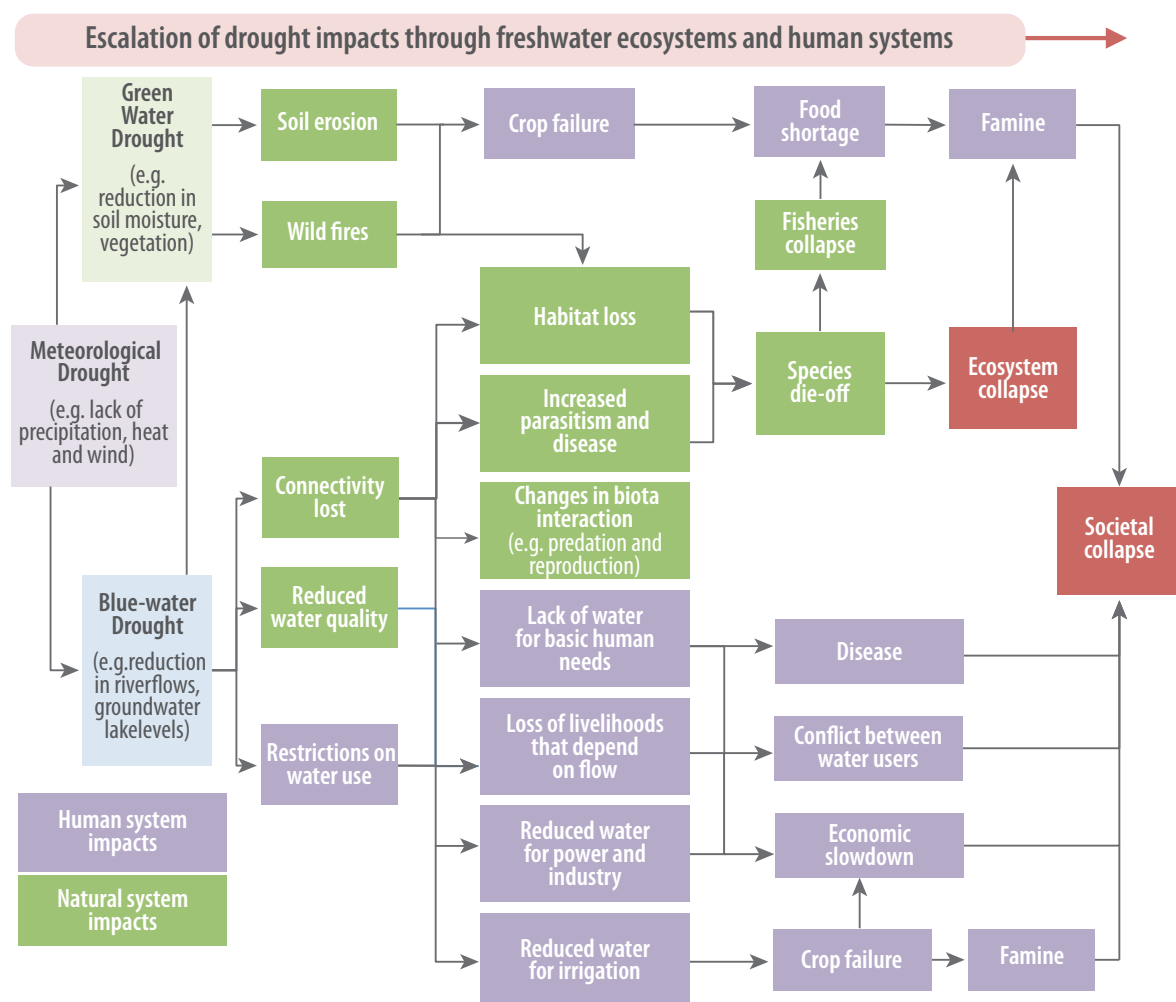 Escalation of drought impacts through freshwater ecosystems and human systems
Green
Water
Drought
(e.g.
reduction in
soil moisture,
vegetation)
Soil erosion
Crop failure
Food
shortage
Famine
Wild fires
Fisheries
collapse
Habitat loss
Meteorological
Drought
(e.g. lack of
precipitation, heat
and wind)
Increased
parasitism and
disease
Species
die-off
Ecosystem
collapse
Connectivity
lost
Changes in biota
interaction
(e.g. predation and
reproduction)
Societal
collapse
Blue-water
Drought
(e.g.reduction
in riverflows,
groundwater
lakelevels)
Reduced
water quality
Lack of water
for basic human
needs
Disease
Restrictions on
water use
Loss of livelihoods
that depend
on flow
Conflict between
water users
Human system
impacts
Reduced water
for power and
industry
Economic
slowdown
Natural system
impacts
Reduced water
for irrigation
Crop failure
Famine